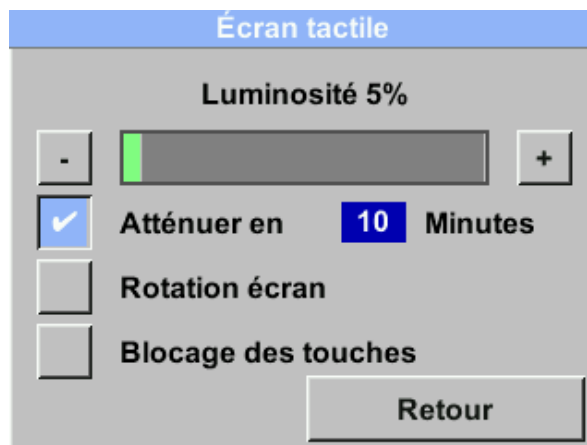 Écran tactile
Luminosité 5%
- +
✔ Atténuer en 10 Minutes
Rotation écran
Blocage des touches
Retour